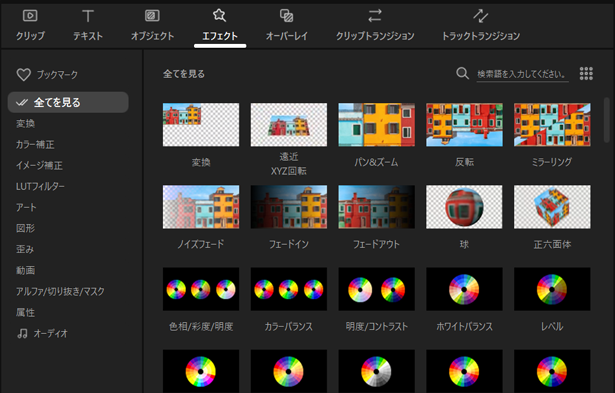 クリップ
テキスト
オブジェクト
エフェクト
オーバーレイ
クリップトランジション
トラックトランジション
ブックマーク
全てを見る
変換
カラー補正
イメージ補正
LUTフィルター
アート
図形
歪み
動画
アルファ/切り抜き/マスク
属性
オーディオ
全てを見る
検索語を入力してください。
変換
遠近
XYZ回転
パン&ズーム
反転
ミラーリング
ノイズフェード
フェードイン
フェードアウト
球
正六面体
色相/彩度/明度
カラーバランス
明度/コントラスト
ホワイトバランス
レベル